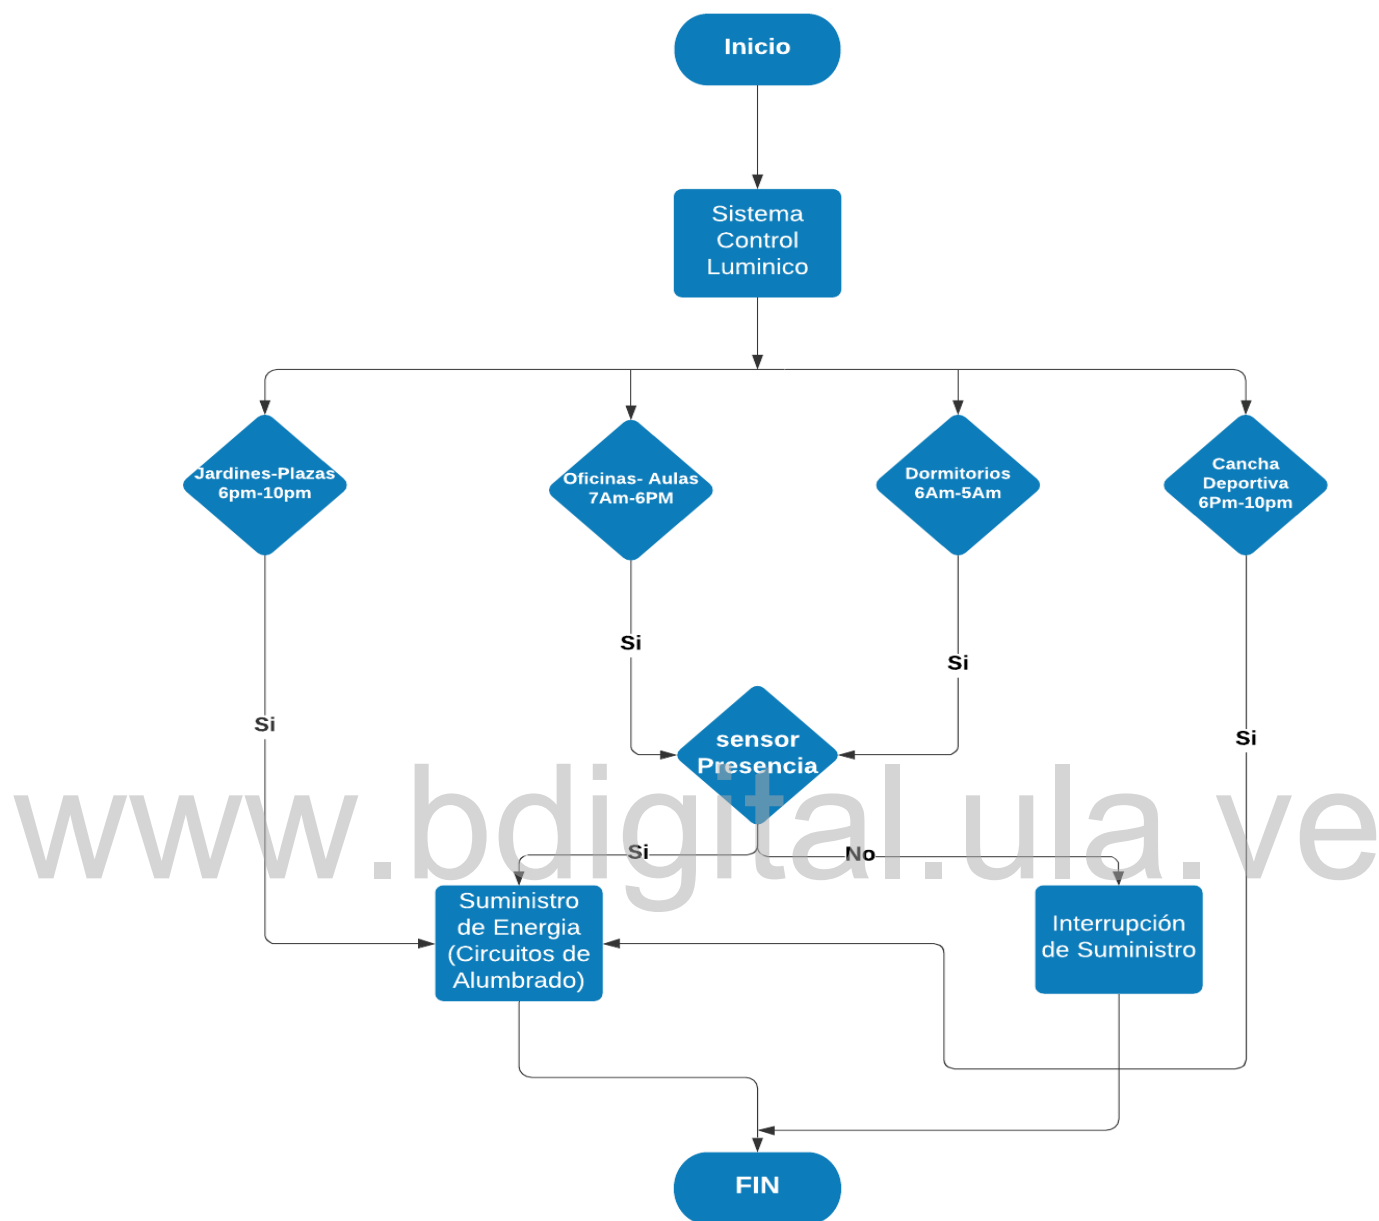 Inicio
Sistema
Control
Luminico
Jardines-Plazas
6pm-10pm
Oficinas- Aulas
7Am-6PM
Dormitorios
6Am-5Am
Cancha
Deportiva
6Pm-10pm
Si
Si
Si
Si
sensor
Presencia
www.bdigital.ula.ve
Si
No
Suministro
de Energia
(Circuitos de
Alumbrado)
Interrupción
de Suministro
FIN